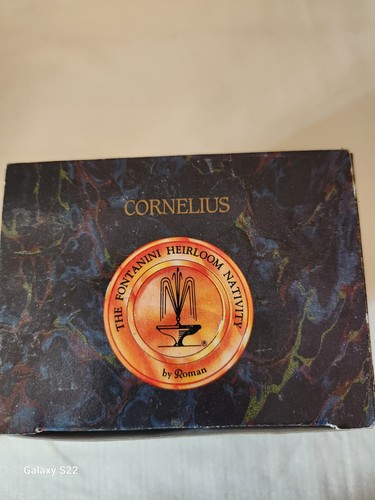 CORNELIUS
THE FONTANINI HEIRLOOM NATIVITY
®
by Roman
Galaxy S22